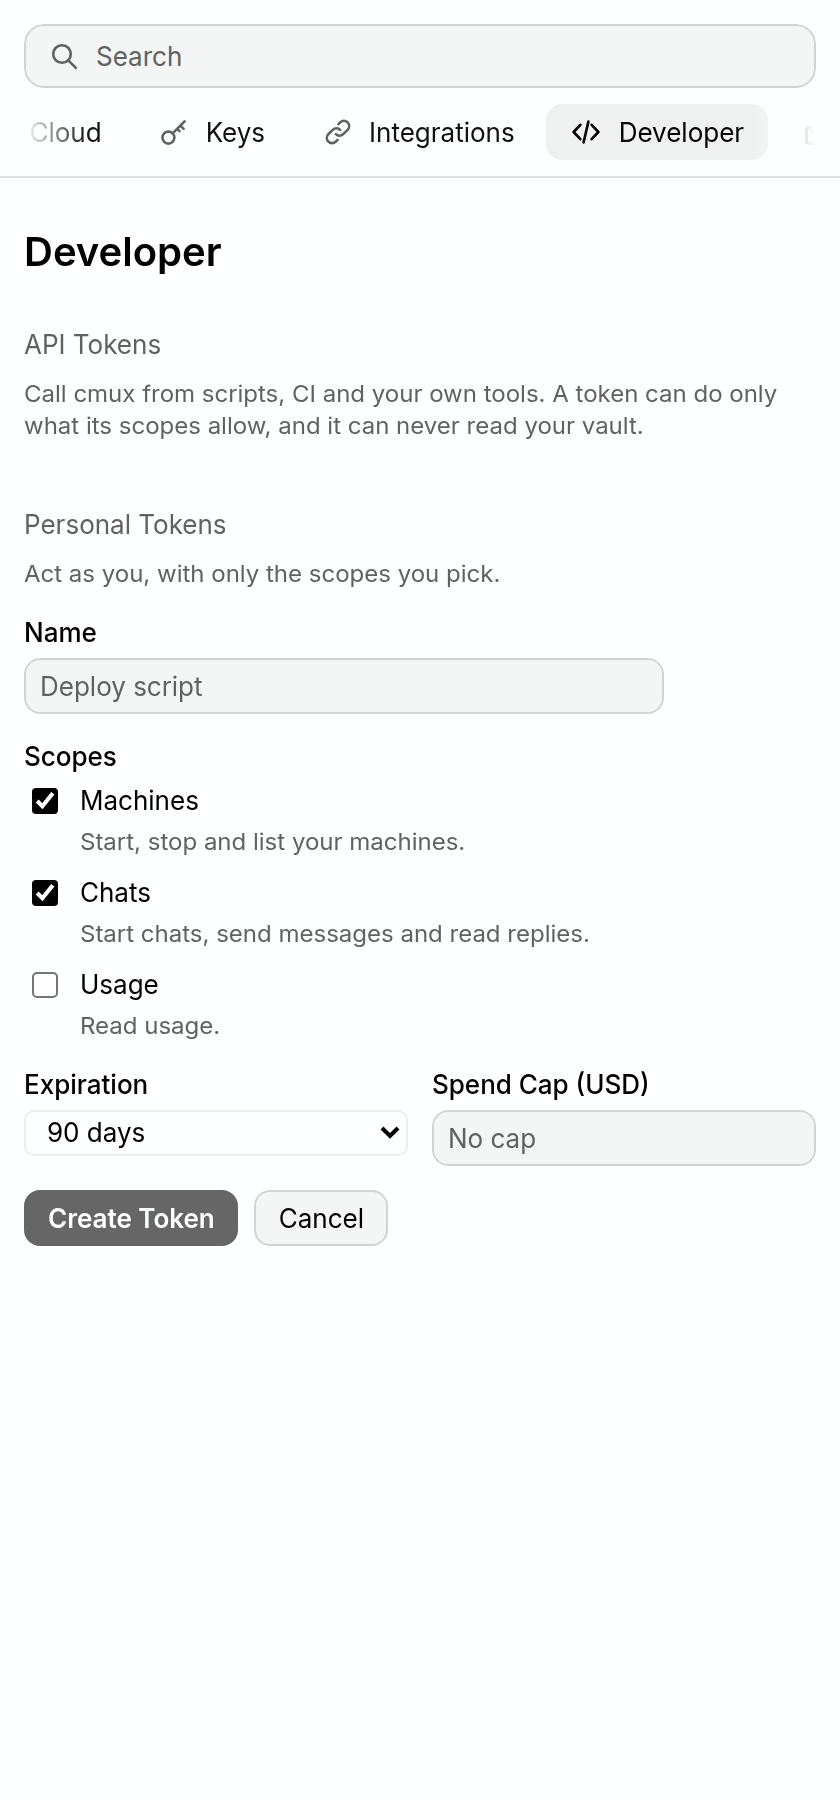 Search
Cloud Keys Integrations Developer
Developer
API Tokens
Call cmux from scripts, CI and your own tools. A token can do only
what its scopes allow, and it can never read your vault.
Personal Tokens
Act as you, with only the scopes you pick.
Name
Deploy script
Scopes
Machines
Start, stop and list your machines.
Chats
Start chats, send messages and read replies.
Usage
Read usage.
Expiration Spend Cap (USD)
90 days No cap
Create Token Cancel